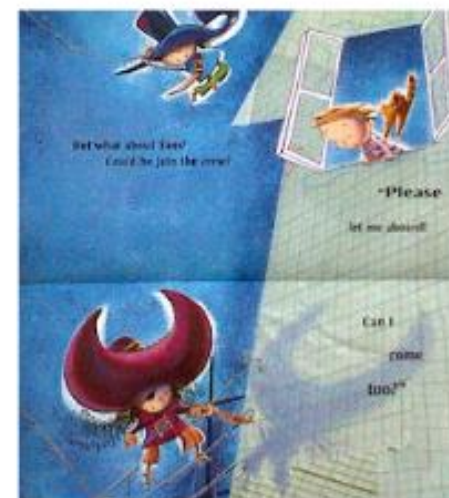 But what about Tom?
Could he join the crew?
"Please
let me aboard!
Can I
come
too?"